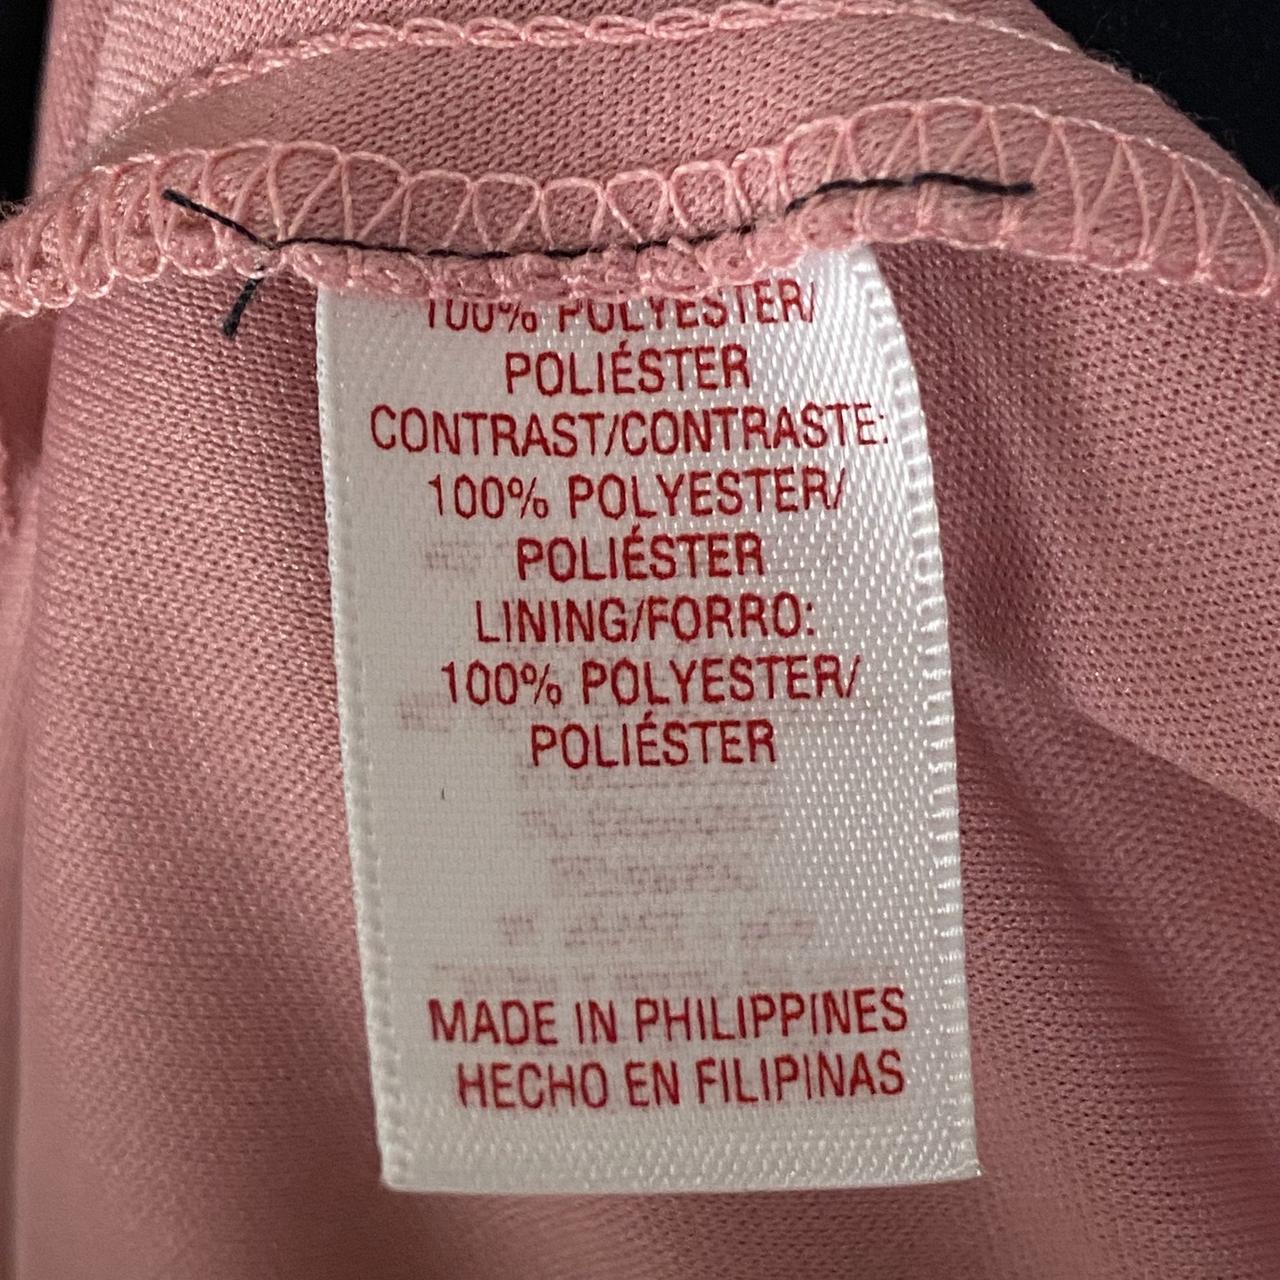 100% POLYESTER/
POLIÉSTER
CONTRAST/CONTRASTE:
100% POLYESTER/
POLIÉSTER
LINING/FORRO:
100% POLYESTER/
POLIÉSTER
MADE IN PHILIPPINES
HECHO EN FILIPINAS